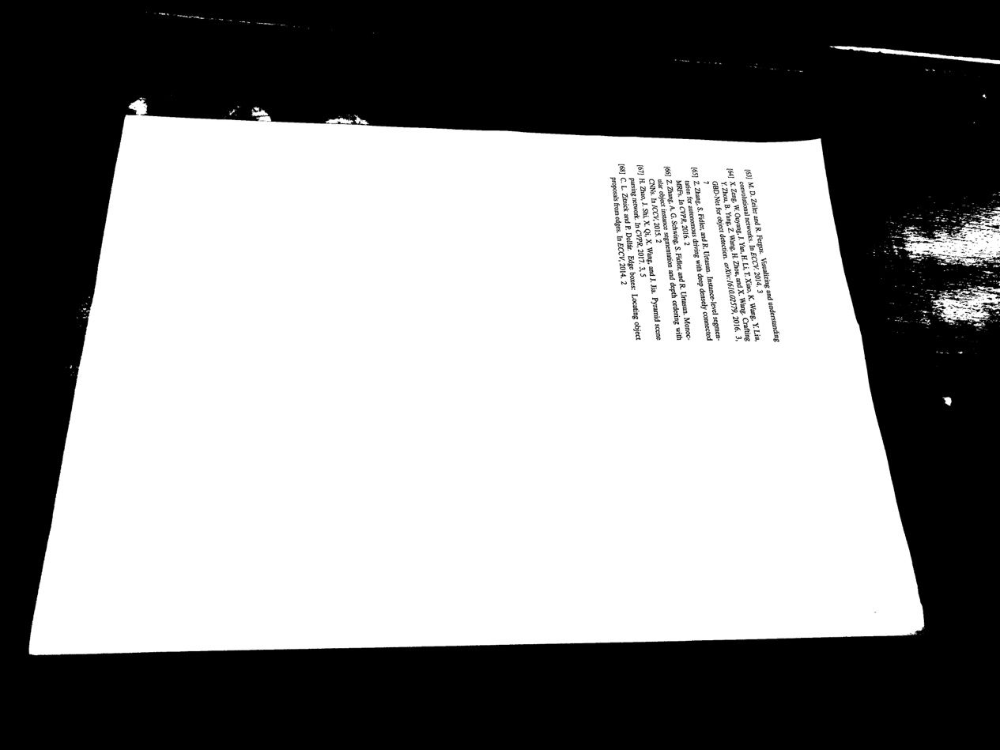 [63] M. D. Zeiler and R. Fergus. Visualizing and understanding
convolutional networks. In ECCV, 2014. 3
[64] X. Zeng, W. Ouyang, J. Yan, H. Li, T. Xiao, K. Wang, Y. Liu,
Y. Zhou, B. Yang, Z. Wang, H. Zhou, and X. Wang. Crafting
GBD-Net for object detection. arXiv:1610.02579, 2016. 3,
7
[65] Z. Zhang, S. Fidler, and R. Urtasun. Instance-level segmen-
tation for autonomous driving with deep densely connected
MRFs. In CVPR, 2016. 2
[66] Z. Zhang, A. G. Schwing, S. Fidler, and R. Urtasun. Monoc-
ular object instance segmentation and depth ordering with
CNNs. In ICCV, 2015. 2
[67] H. Zhao, J. Shi, X. Qi, X. Wang, and J. Jia. Pyramid scene
parsing network. In CVPR, 2017. 3, 5
[68] C. L. Zitnick and P. Dollár. Edge boxes: Locating object
proposals from edges. In ECCV, 2014. 2